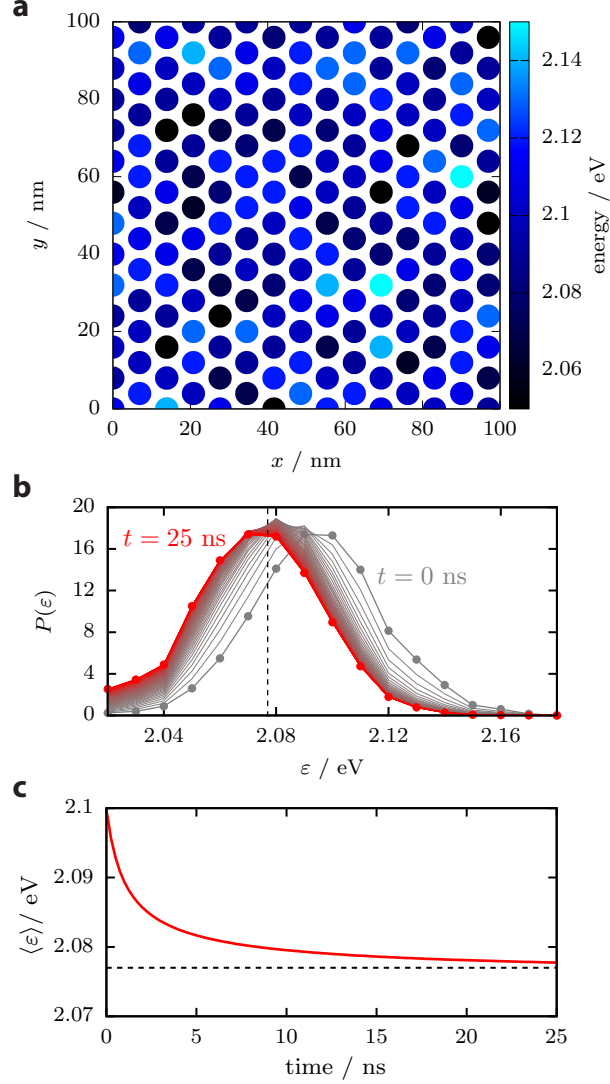 a
100
80
60
40
20
0
y / nm
0 20 40 60 80 100
x / nm
2.14
2.12
2.1
2.08
2.06
energy / eV
b
20
16
12
8
4
0
P(ε)
t = 25 ns
t = 0 ns
2.04 2.08 2.12 2.16
ε / eV
c
2.1
2.09
2.08
2.07
⟨ε⟩ / eV
0 5 10 15 20 25
time / ns